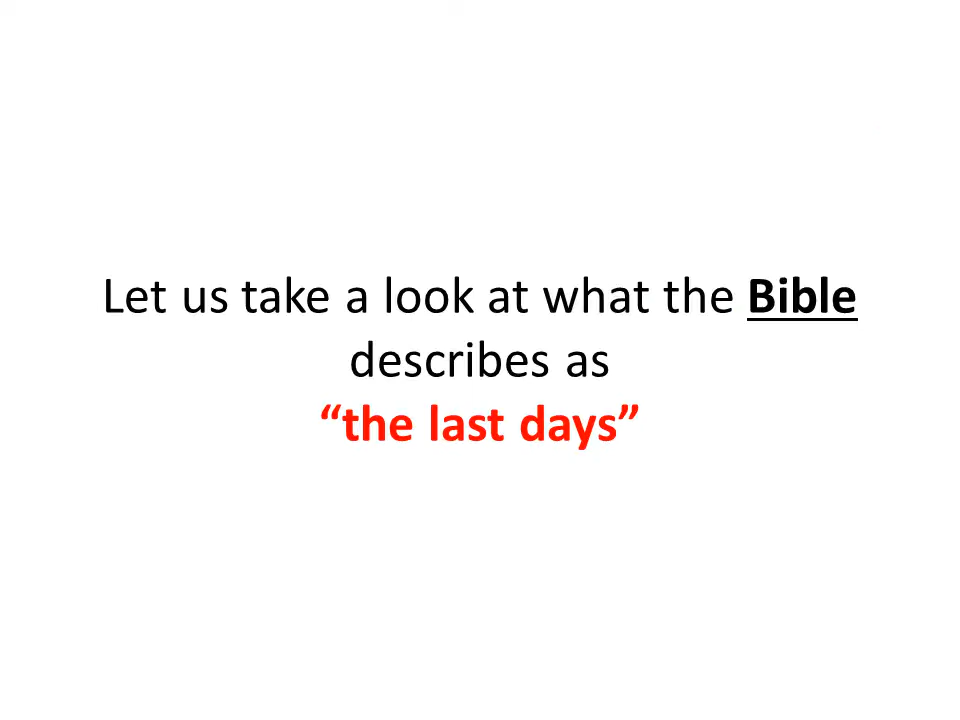 Let us take a look at what the Bible
describes as
“the last days”